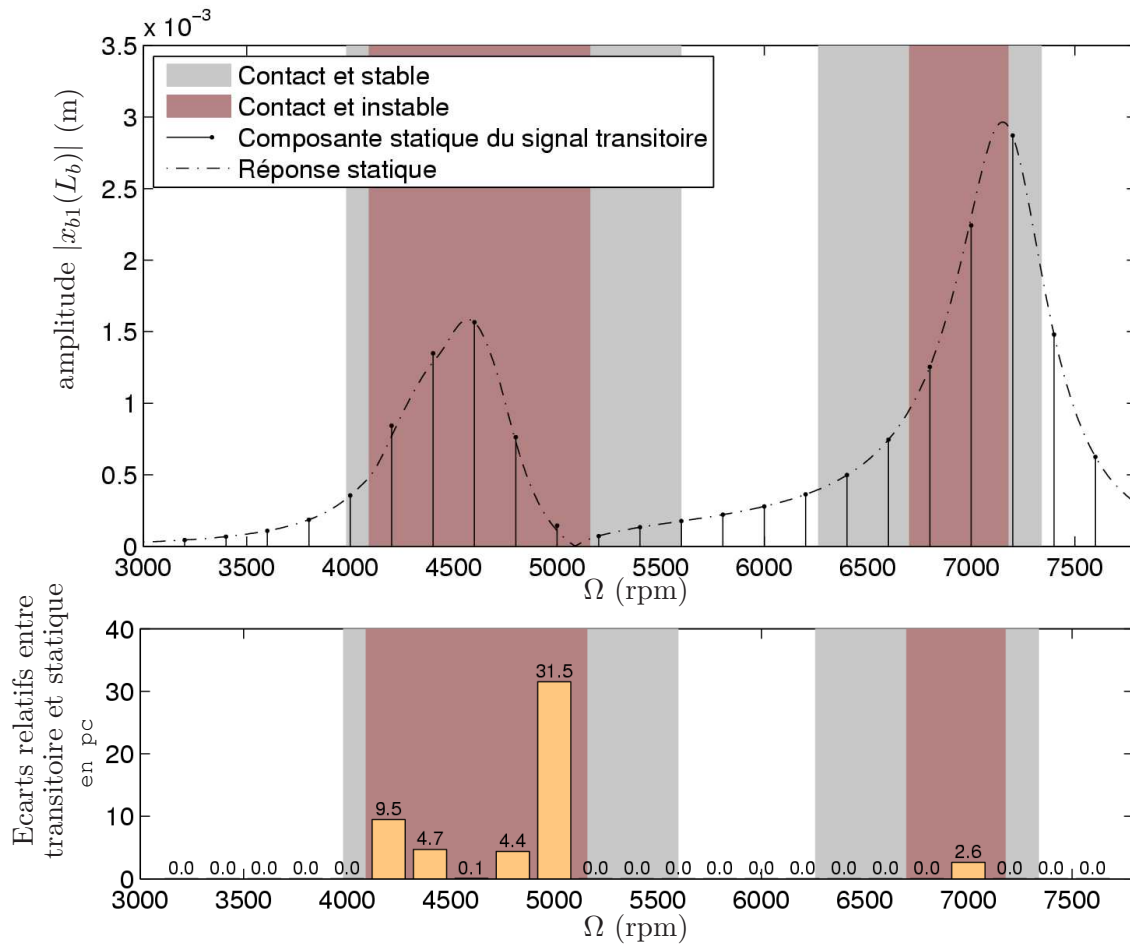 x 10⁻³
3.5
3
2.5
2
1.5
1
0.5
0
amplitude |x_{b1}(L_b)| (m)
Contact et stable
Contact et instable
Composante statique du signal transitoire
Réponse statique
3000 3500 4000 4500 5000 5500 6000 6500 7000 7500
Ω (rpm)
Ecarts relatifs entre
transitoire et statique
en pc
40
30
20
10
0
0.0 0.0 0.0 0.0 0.0 9.5 4.7 0.1 4.4 31.5 0.0 0.0 0.0 0.0 0.0 0.0 0.0 0.0 0.0 2.6 0.0 0.0 0.0
3000 3500 4000 4500 5000 5500 6000 6500 7000 7500
Ω (rpm)